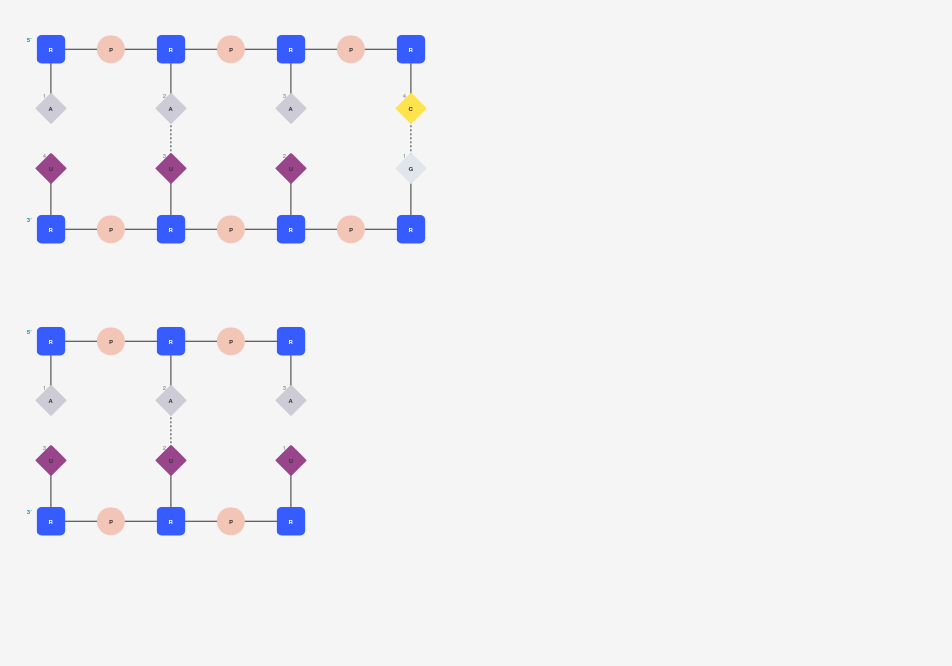 5'
R P R P R P R
1 2 3 4
A A A C
4 3 2 1
U U U G
3'
R P R P R P R
5'
R P R P R
1 2 3
A A A
3 2 1
U U U
3'
R P R P R